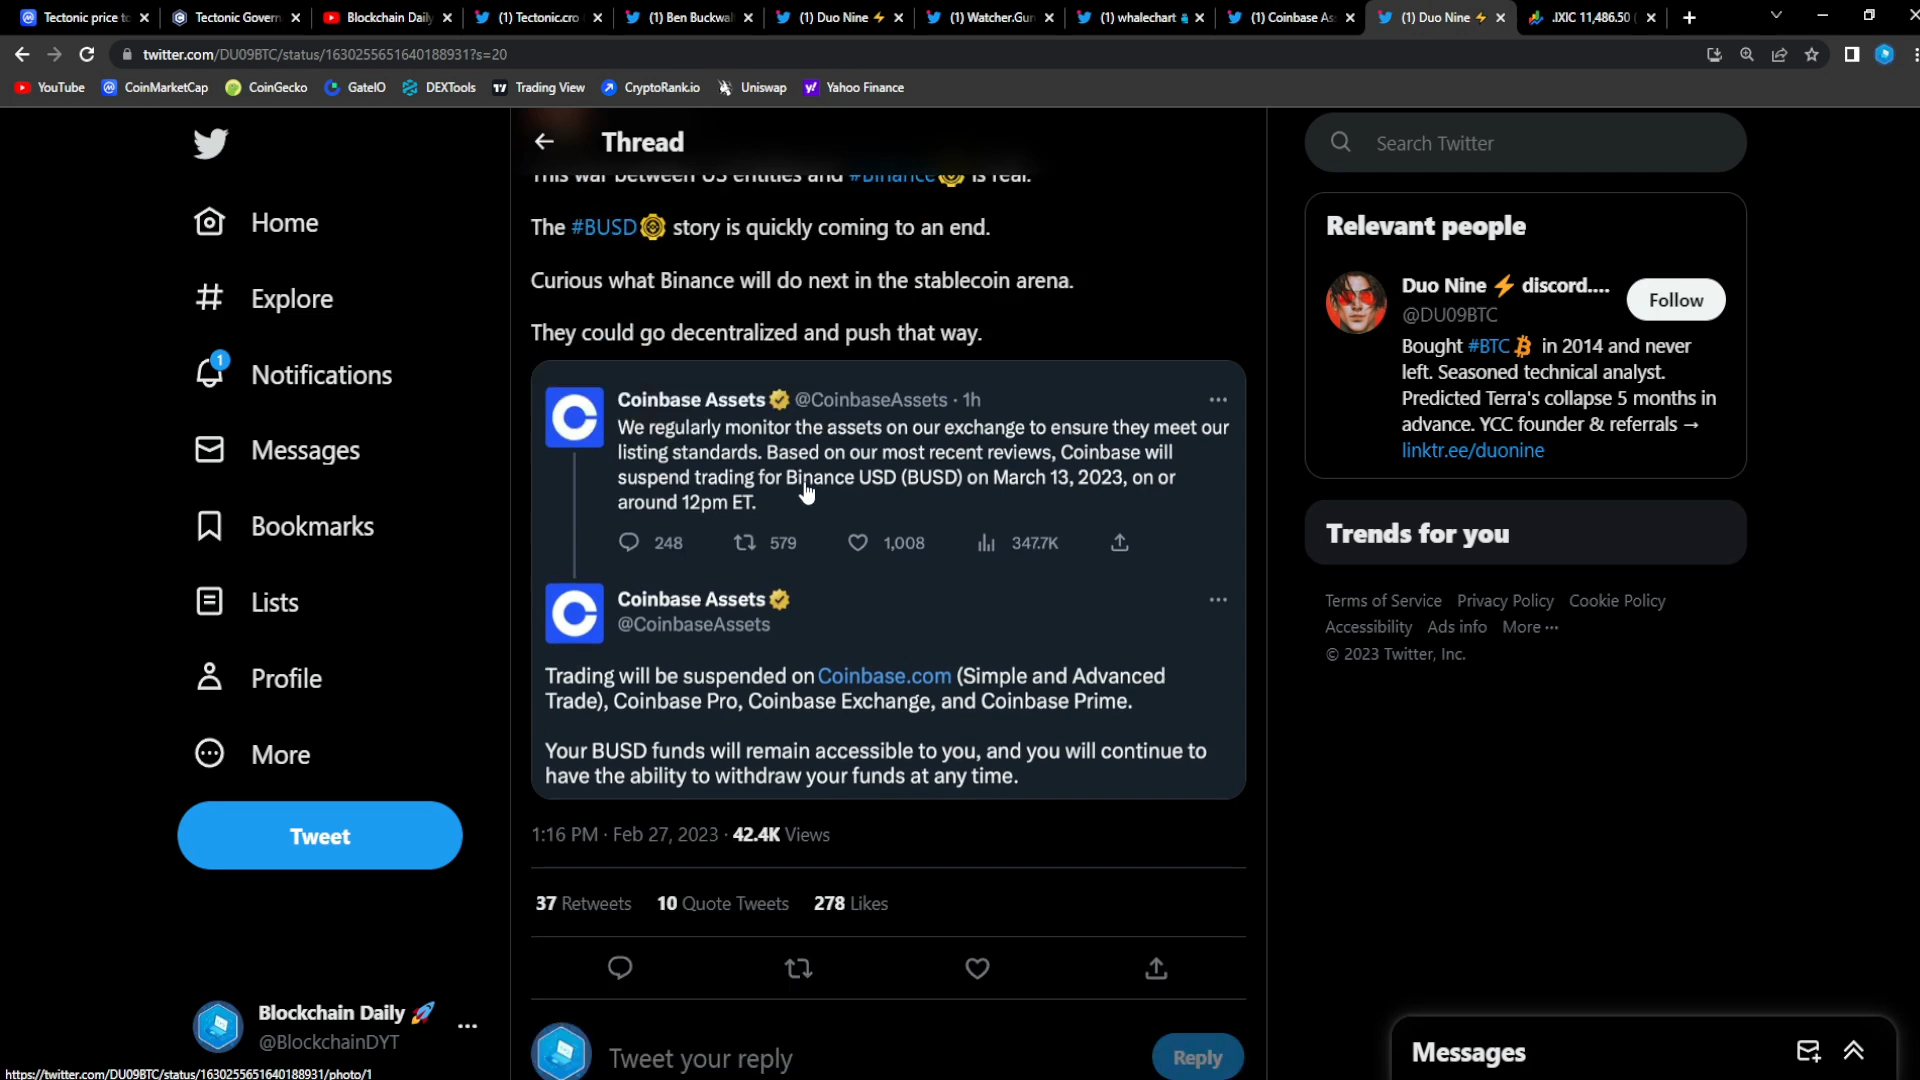 Tectonic price to
Tectonic Govern
Blockchain Daily
(1) Tectonic.cro
(1) Ben Buckwal
(1) Duo Nine
(1) Watcher.Gur
(1) whalechart
(1) Coinbase As
(1) Duo Nine
.IXIC 11,486.50
twitter.com/DU09BTC/status/1630255651640188931?s=20
YouTube
CoinMarketCap
CoinGecko
GateIO
DEXTools
Trading View
CryptoRank.io
Uniswap
Yahoo Finance
Home
Explore
1
Notifications
Messages
Bookmarks
Lists
Profile
More
Tweet
Blockchain Daily 🚀
@BlockchainDYT
Thread
This war between US entities and #Binance is real.
The #BUSD story is quickly coming to an end.
Curious what Binance will do next in the stablecoin arena.
They could go decentralized and push that way.
Coinbase Assets @CoinbaseAssets · 1h
We regularly monitor the assets on our exchange to ensure they meet our
listing standards. Based on our most recent reviews, Coinbase will
suspend trading for Binance USD (BUSD) on March 13, 2023, on or
around 12pm ET.
248 579 1,008 347.7K
Coinbase Assets
@CoinbaseAssets
Trading will be suspended on Coinbase.com (Simple and Advanced
Trade), Coinbase Pro, Coinbase Exchange, and Coinbase Prime.
Your BUSD funds will remain accessible to you, and you will continue to
have the ability to withdraw your funds at any time.
1:16 PM · Feb 27, 2023 · 42.4K Views
37 Retweets 10 Quote Tweets 278 Likes
Tweet your reply
Reply
Search Twitter
Relevant people
Duo Nine ⚡ discord....
@DU09BTC
Follow
Bought #BTC in 2014 and never
left. Seasoned technical analyst.
Predicted Terra's collapse 5 months in
advance. YCC founder & referrals →
linktr.ee/duonine
Trends for you
Terms of Service Privacy Policy Cookie Policy
Accessibility Ads info More ···
© 2023 Twitter, Inc.
Messages
https://twitter.com/DU09BTC/status/1630255651640188931/photo/1